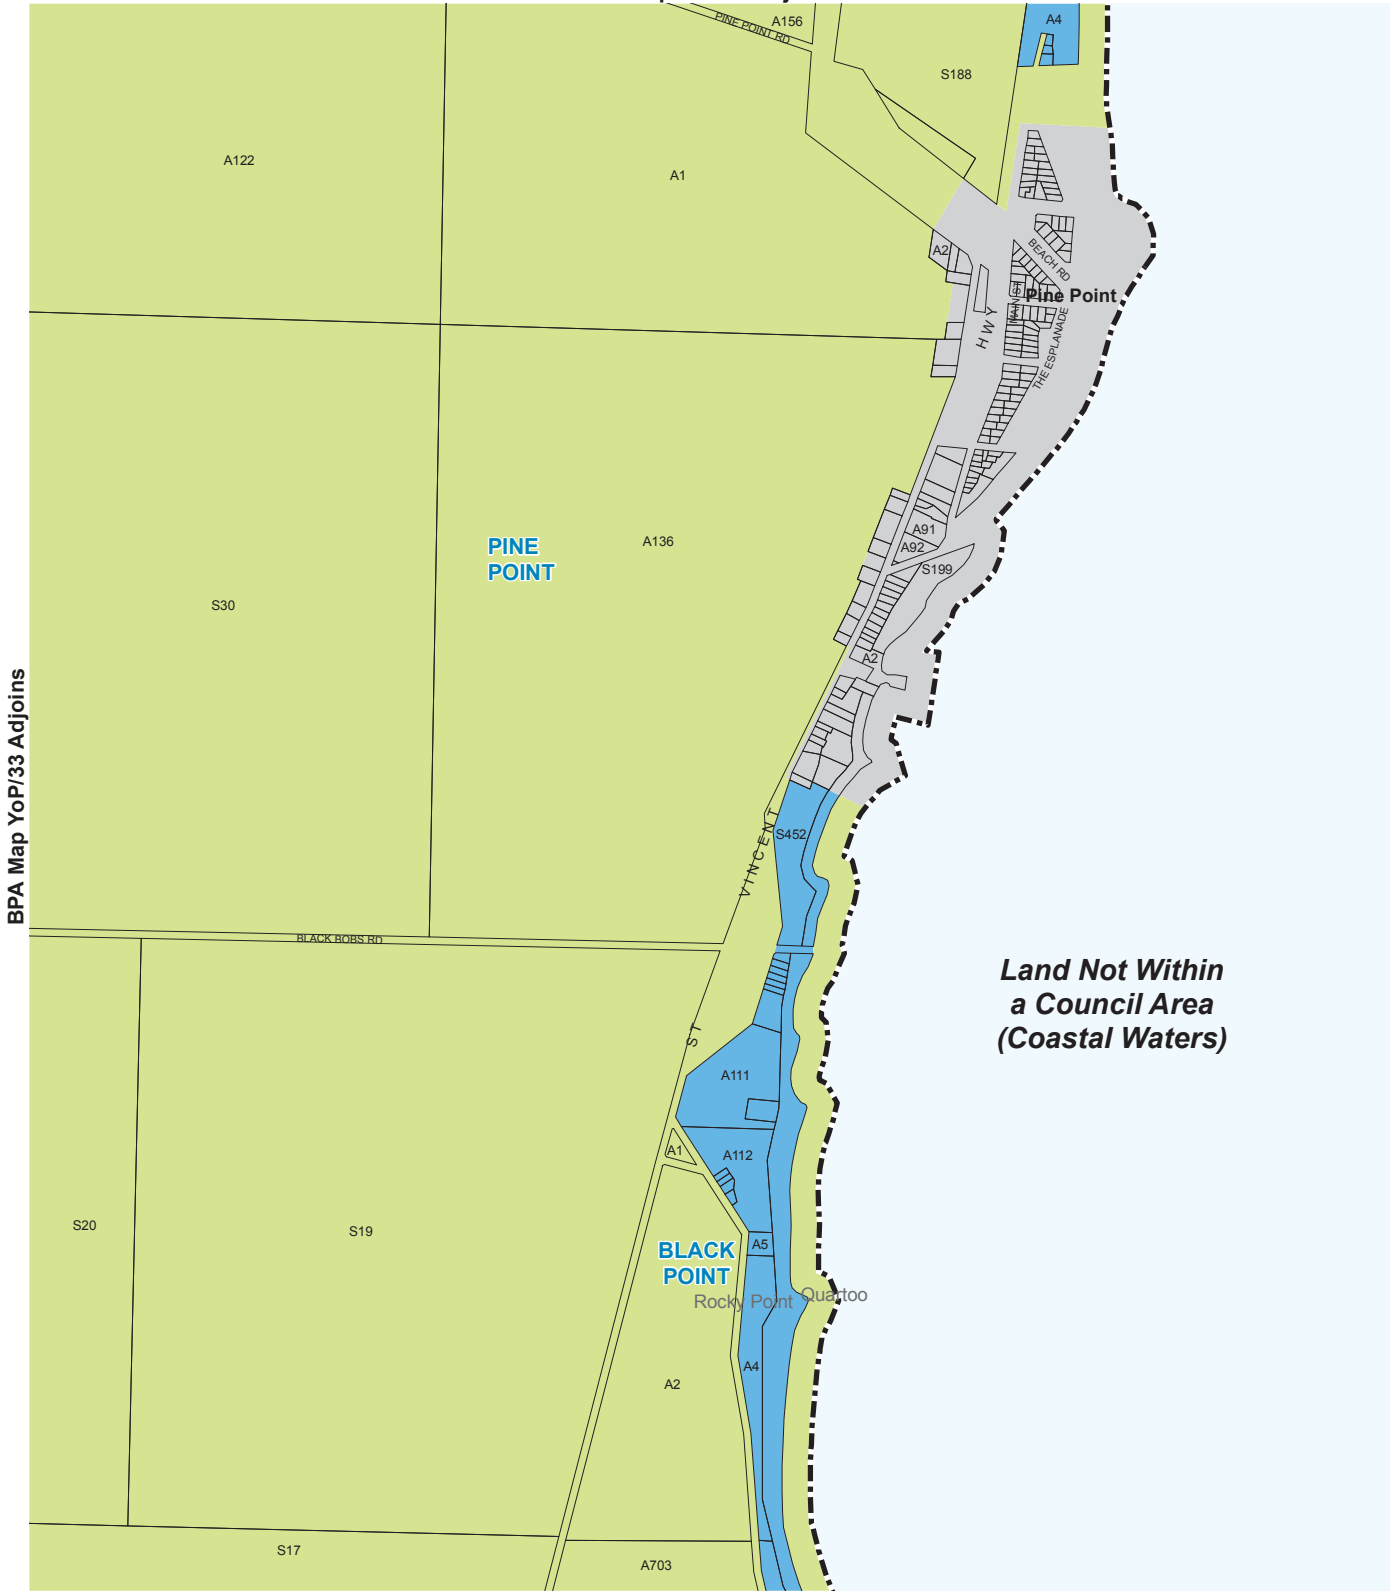 PINE POINT RD
A156
A4
S188
A122
A1
A2
BEACH RD
MAIN ST
Pine Point
HWY
THE ESPLANADE
A91
A92
S199
PINE
POINT
A136
S30
A2
BPA Map YoP/33 Adjoins
S452
VINCENT
BLACK BOBS RD
Land Not Within
a Council Area
(Coastal Waters)
ST
A111
A1
A112
S20
S19
A5
BLACK
POINT
Rocky Point
Quartoo
A4
A2
S17
A703